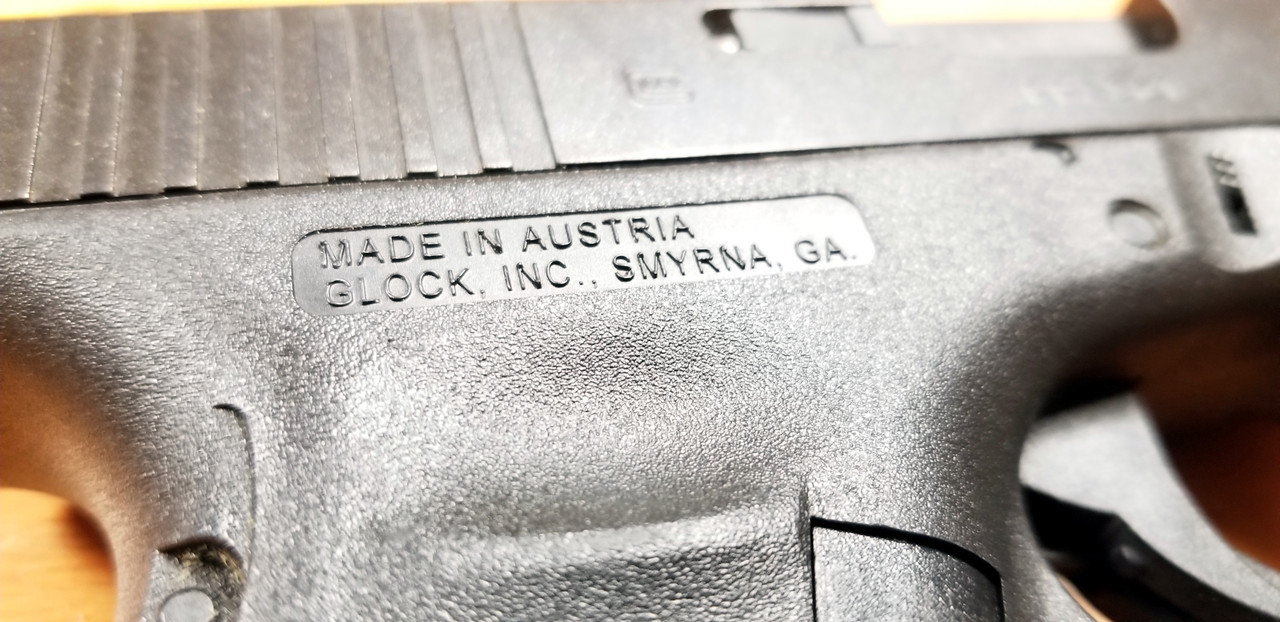 MADE IN AUSTRIA
GLOCK, INC., SMYRNA, GA.